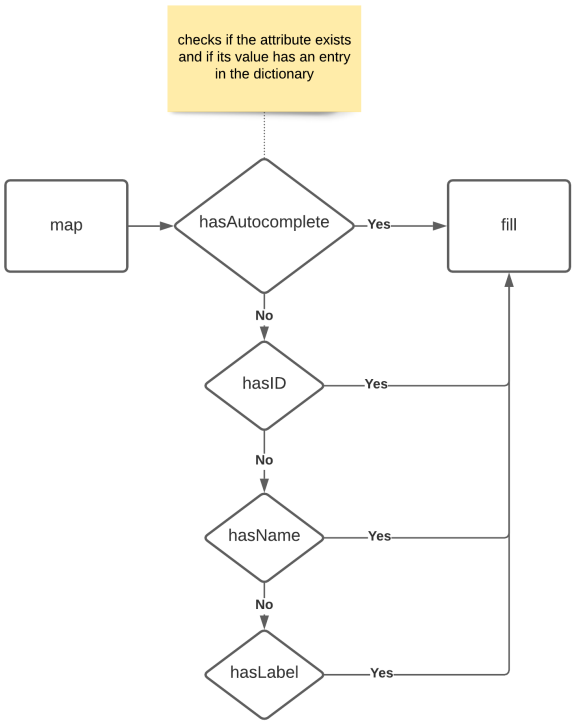 checks if the attribute exists
and if its value has an entry
in the dictionary
map
hasAutocomplete
Yes
fill
No
hasID
Yes
No
hasName
Yes
No
hasLabel
Yes